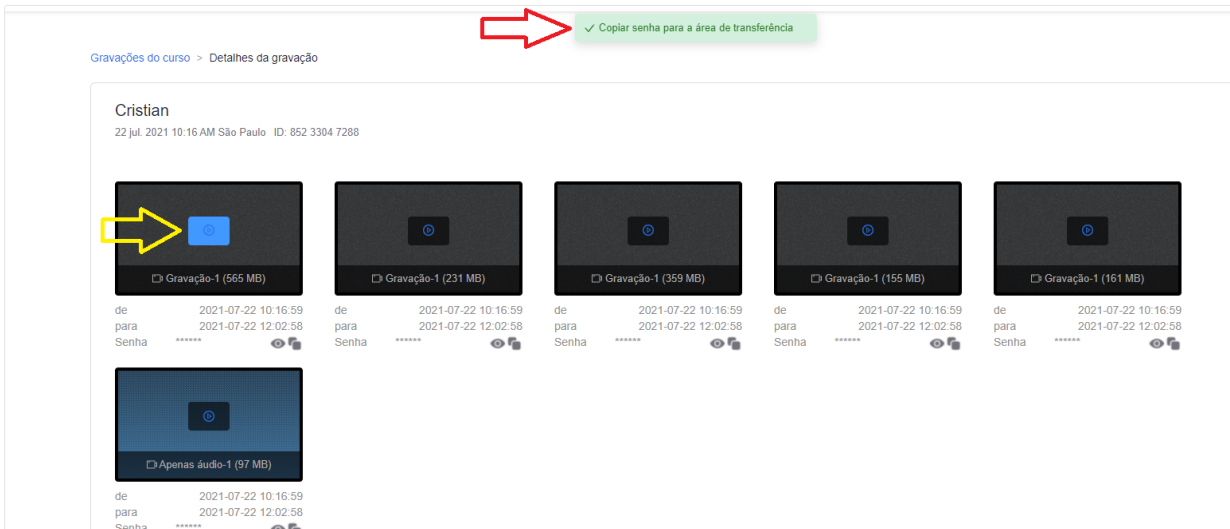 Copiar senha para a área de transferência
Gravações do curso > Detalhes da gravação
Cristian
22 jul. 2021 10:16 AM São Paulo ID: 852 3304 7288
Gravação-1 (565 MB) Gravação-1 (231 MB) Gravação-1 (359 MB) Gravação-1 (155 MB) Gravação-1 (161 MB)
de 2021-07-22 10:16:59 de 2021-07-22 10:16:59 de 2021-07-22 10:16:59 de 2021-07-22 10:16:59 de 2021-07-22 10:16:59
para 2021-07-22 12:02:58 para 2021-07-22 12:02:58 para 2021-07-22 12:02:58 para 2021-07-22 12:02:58 para 2021-07-22 12:02:58
Senha ****** Senha ****** Senha ****** Senha ****** Senha ******
Apenas áudio-1 (97 MB)
de 2021-07-22 10:16:59
para 2021-07-22 12:02:58
Senha ******